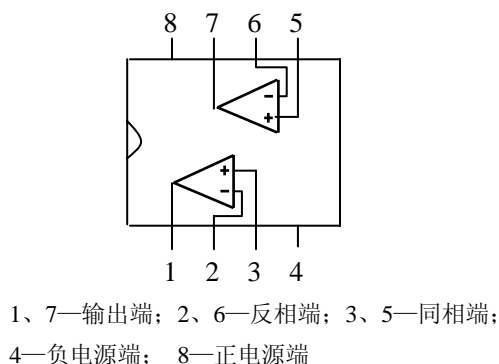 8 7 6 5
−
+
+
−
1 2 3 4
1、7—输出端；2、6—反相端；3、5—同相端；
4—负电源端； 8—正电源端